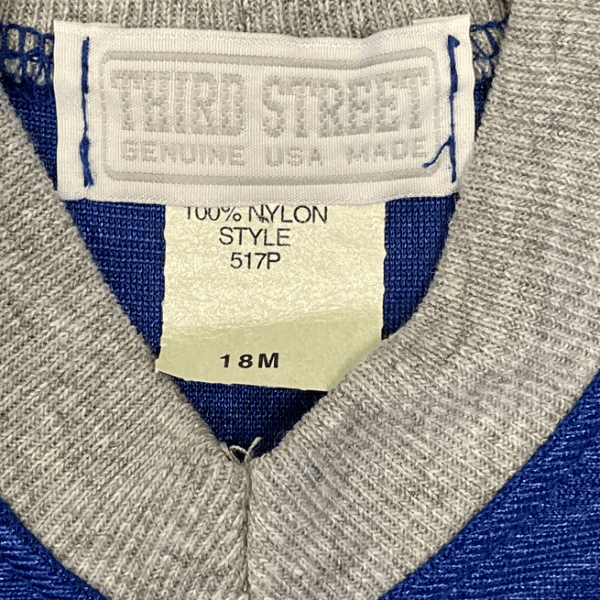 THIRD STREET
GENUINE USA MADE
100% NYLON
STYLE
517P
18M